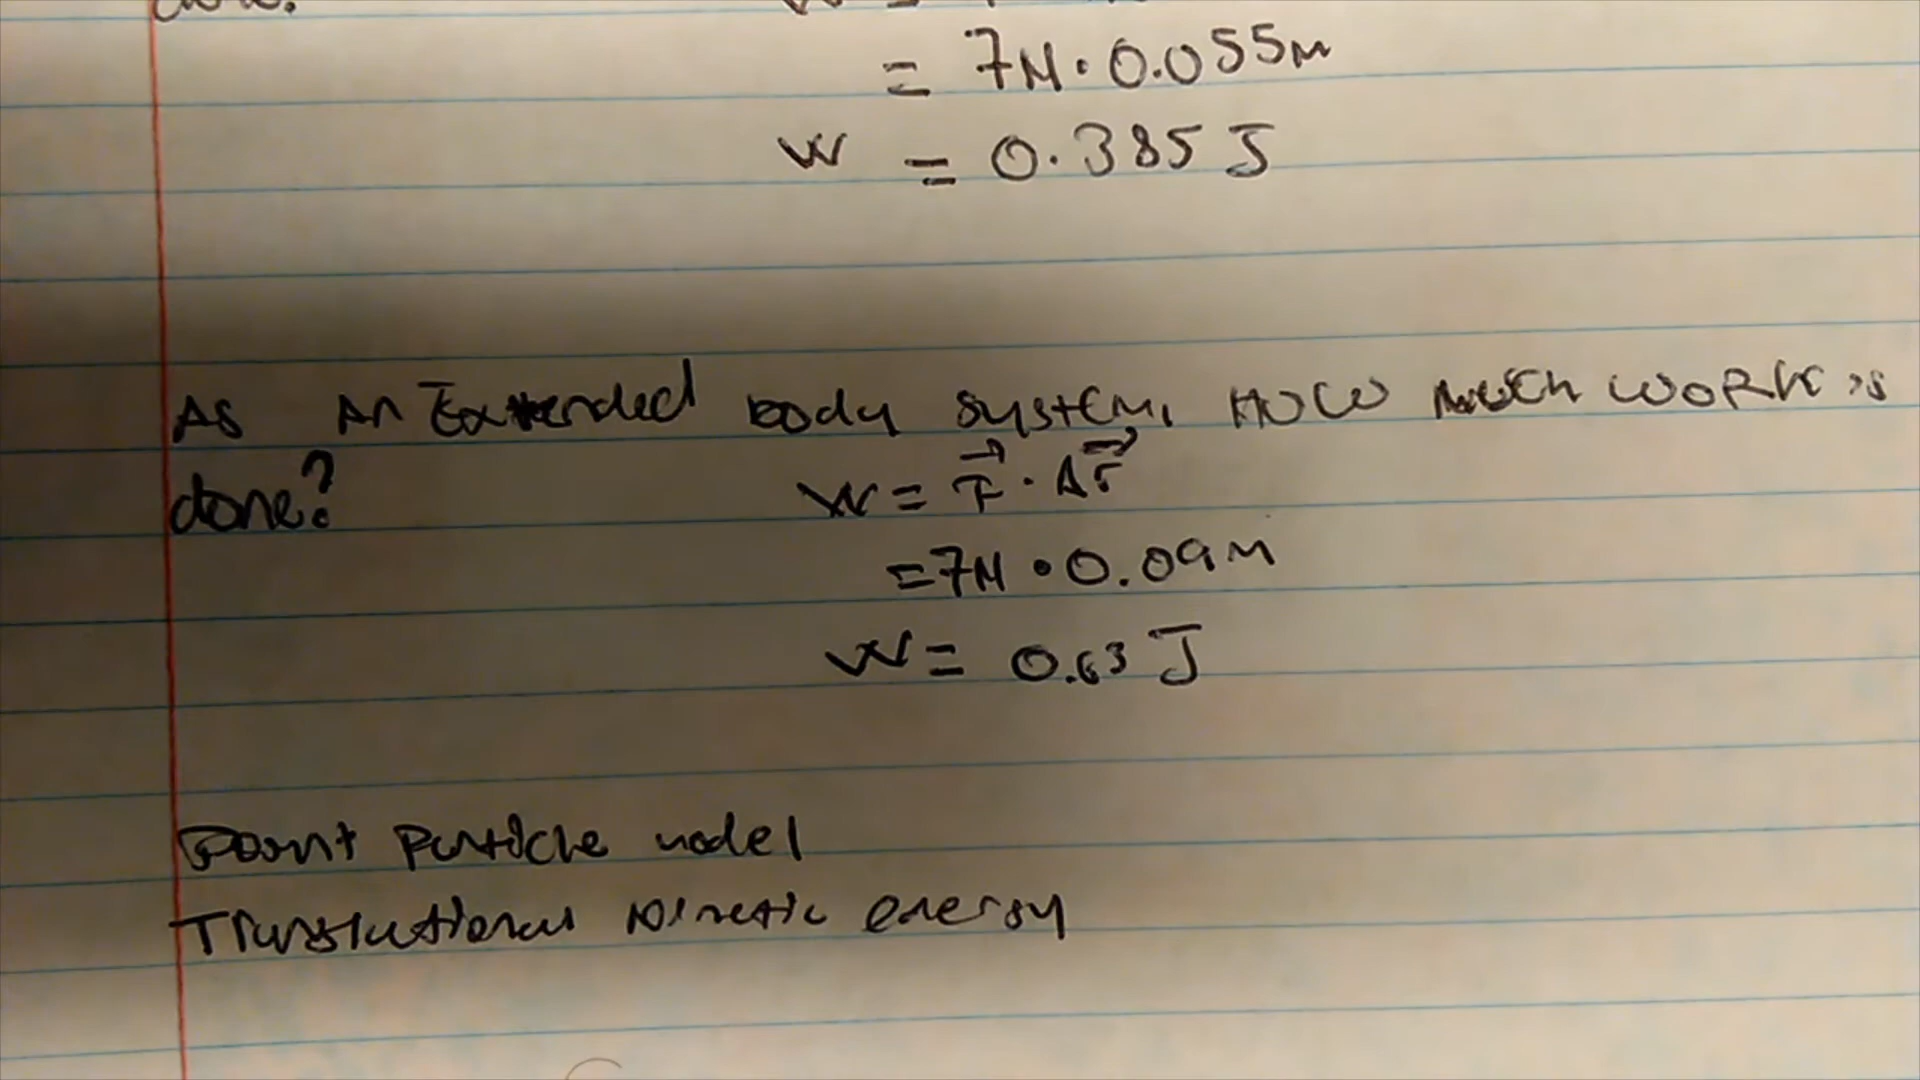 = 7N · 0.055m
W = 0.385 J
As An Extended body system, How much work is
done?
W = F⃗ · Δr⃗
= 7N · 0.09m
W = 0.63 J
Point Particle model
Translational kinetic energy